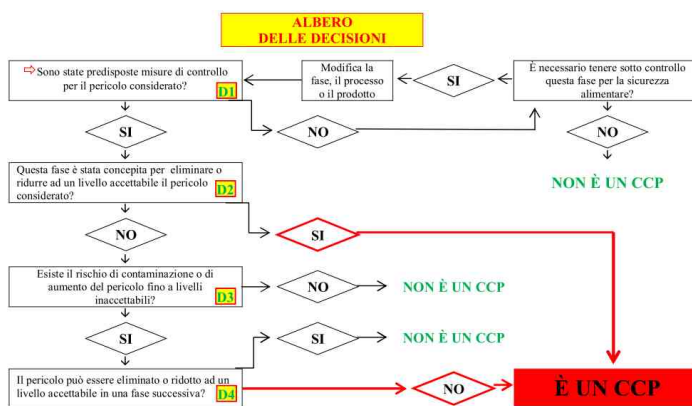 ALBERO
DELLE DECISIONI
⇨Sono state predisposte misure di controllo
per il pericolo considerato?
D1
Modifica la
fase, il processo
o il prodotto
SI
È necessario tenere sotto controllo
questa fase per la sicurezza
alimentare?
SI
NO
NO
NON È UN CCP
Questa fase è stata concepita per eliminare o
ridurre ad un livello accettabile il pericolo
considerato?
D2
NO
SI
Esiste il rischio di contaminazione o di
aumento del pericolo fino a livelli
inaccettabili?
D3
NO
NON È UN CCP
SI
SI
NON È UN CCP
Il pericolo può essere eliminato o ridotto ad un
livello accettabile in una fase successiva?
D4
NO
È UN CCP